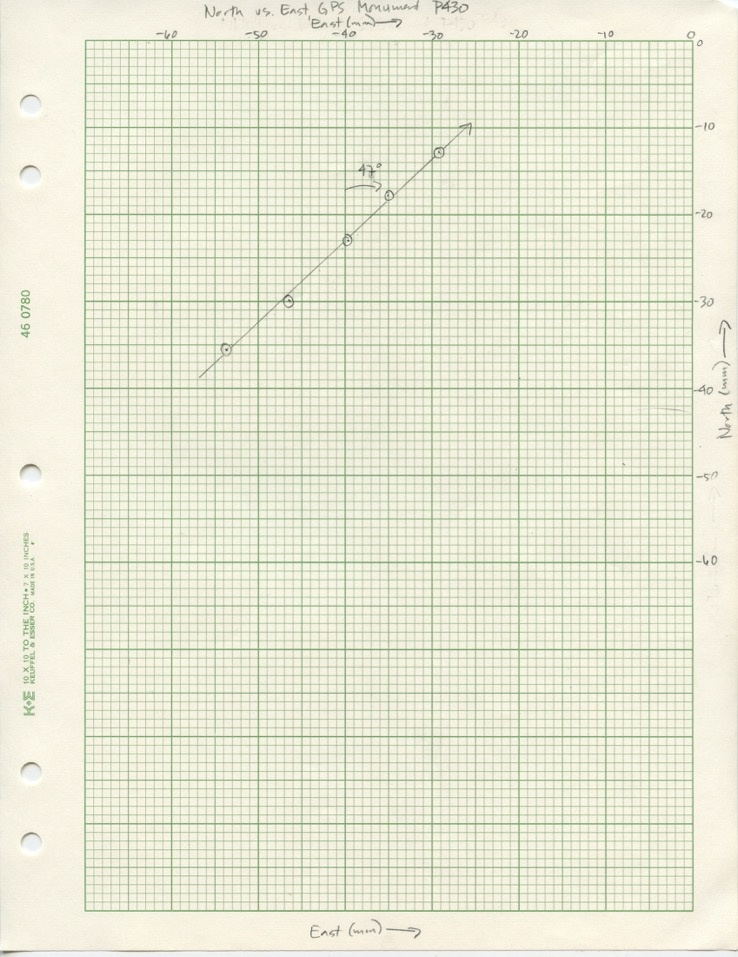 North vs. East GPS Monument P430
East (mm) →
-60 -50 -40 -30 -20 -10 0
0
-10
47°
-20
-30
-40
North (mm) →
-50
-60
46 0780
K+E 10 X 10 TO THE INCH • 7 X 10 INCHES
KEUFFEL & ESSER CO. MADE IN U.S.A.
East (mm) →